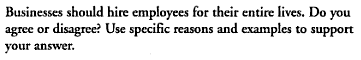 Businesses should hire employees for their entire lives. Do you
agree or disagree? Use specific reasons and examples to support
your answer.